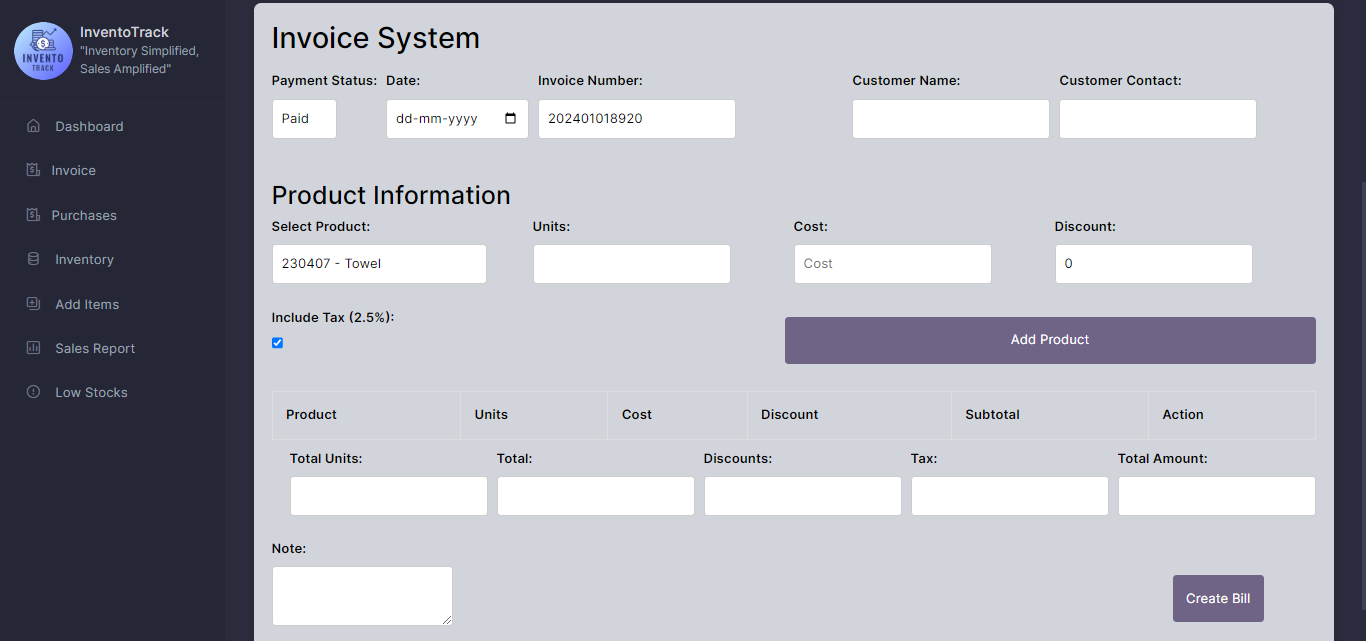 InventoTrack
"Inventory Simplified,
Sales Amplified"
INVENTO
TRACK
Dashboard
Invoice
Purchases
Inventory
Add Items
Sales Report
Low Stocks
Invoice System
Payment Status: Date: Invoice Number: Customer Name: Customer Contact:
Paid dd-mm-yyyy 202401018920
Product Information
Select Product: Units: Cost: Discount:
230407 - Towel Cost 0
Include Tax (2.5%):
Add Product
Product Units Cost Discount Subtotal Action
Total Units: Total: Discounts: Tax: Total Amount:
Note:
Create Bill